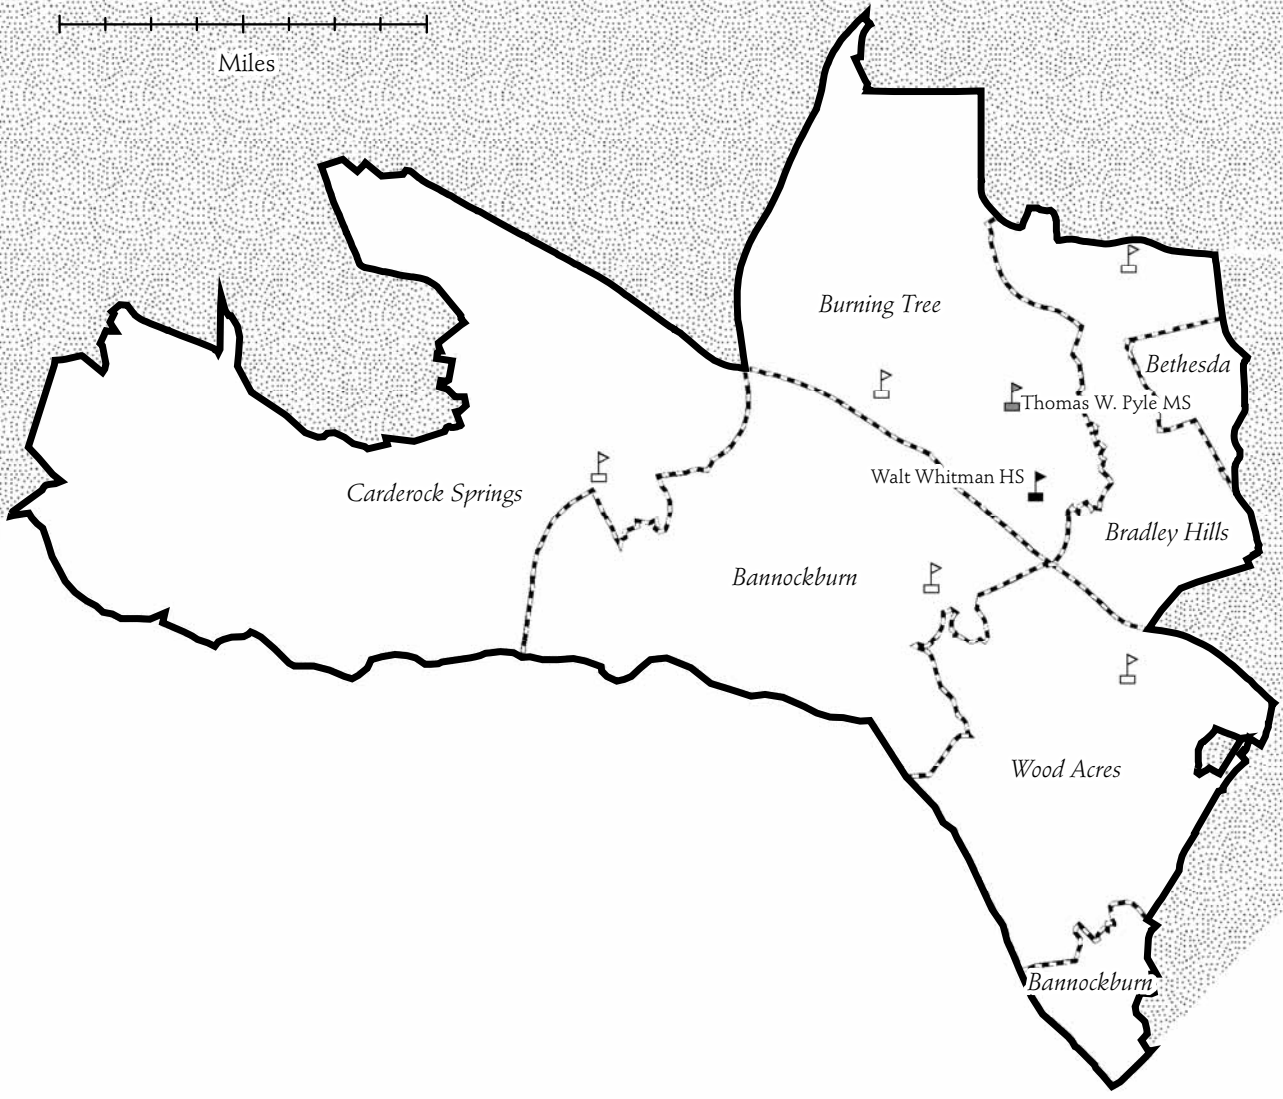 Miles
Burning Tree
Bethesda
Thomas W. Pyle MS
Walt Whitman HS
Carderock Springs
Bradley Hills
Bannockburn
Wood Acres
Bannockburn